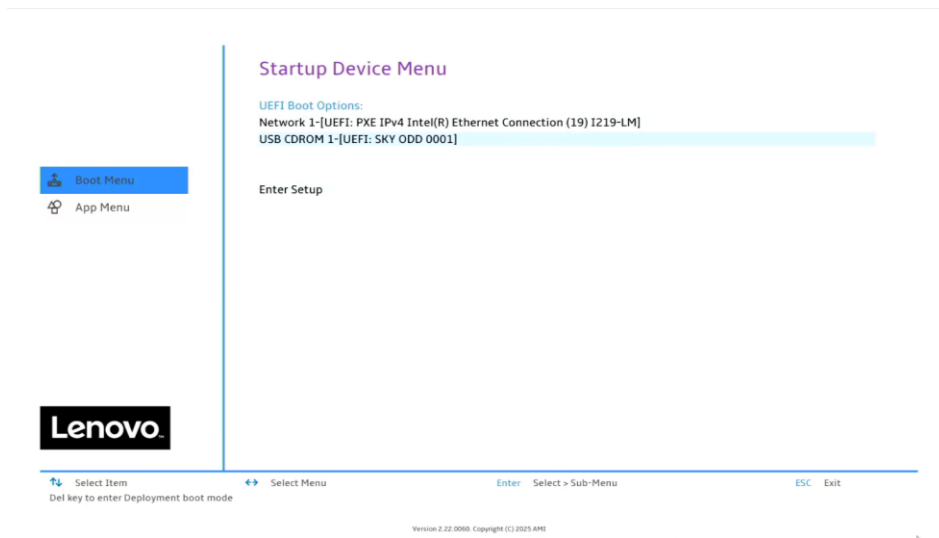 Startup Device Menu
UEFI Boot Options:
Network 1-[UEFI: PXE IPv4 Intel(R) Ethernet Connection (19) I219-LM]
USB CDROM 1-[UEFI: SKY ODD 0001]
Enter Setup
Boot Menu
App Menu
Lenovo
Select Item
Select Menu
Enter Select > Sub-Menu
ESC Exit
Del key to enter Deployment boot mode
Version 2.22.0060. Copyright (C) 2025 AMI